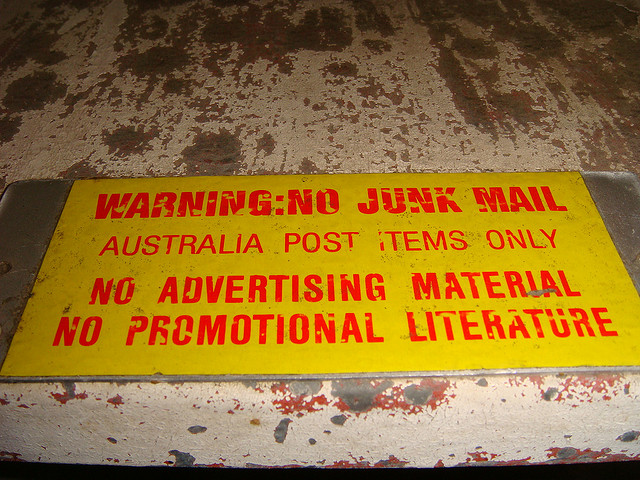 WARNING:NO JUNK MAIL
AUSTRALIA POST ITEMS ONLY
NO ADVERTISING MATERIAL
NO PROMOTIONAL LITERATURE